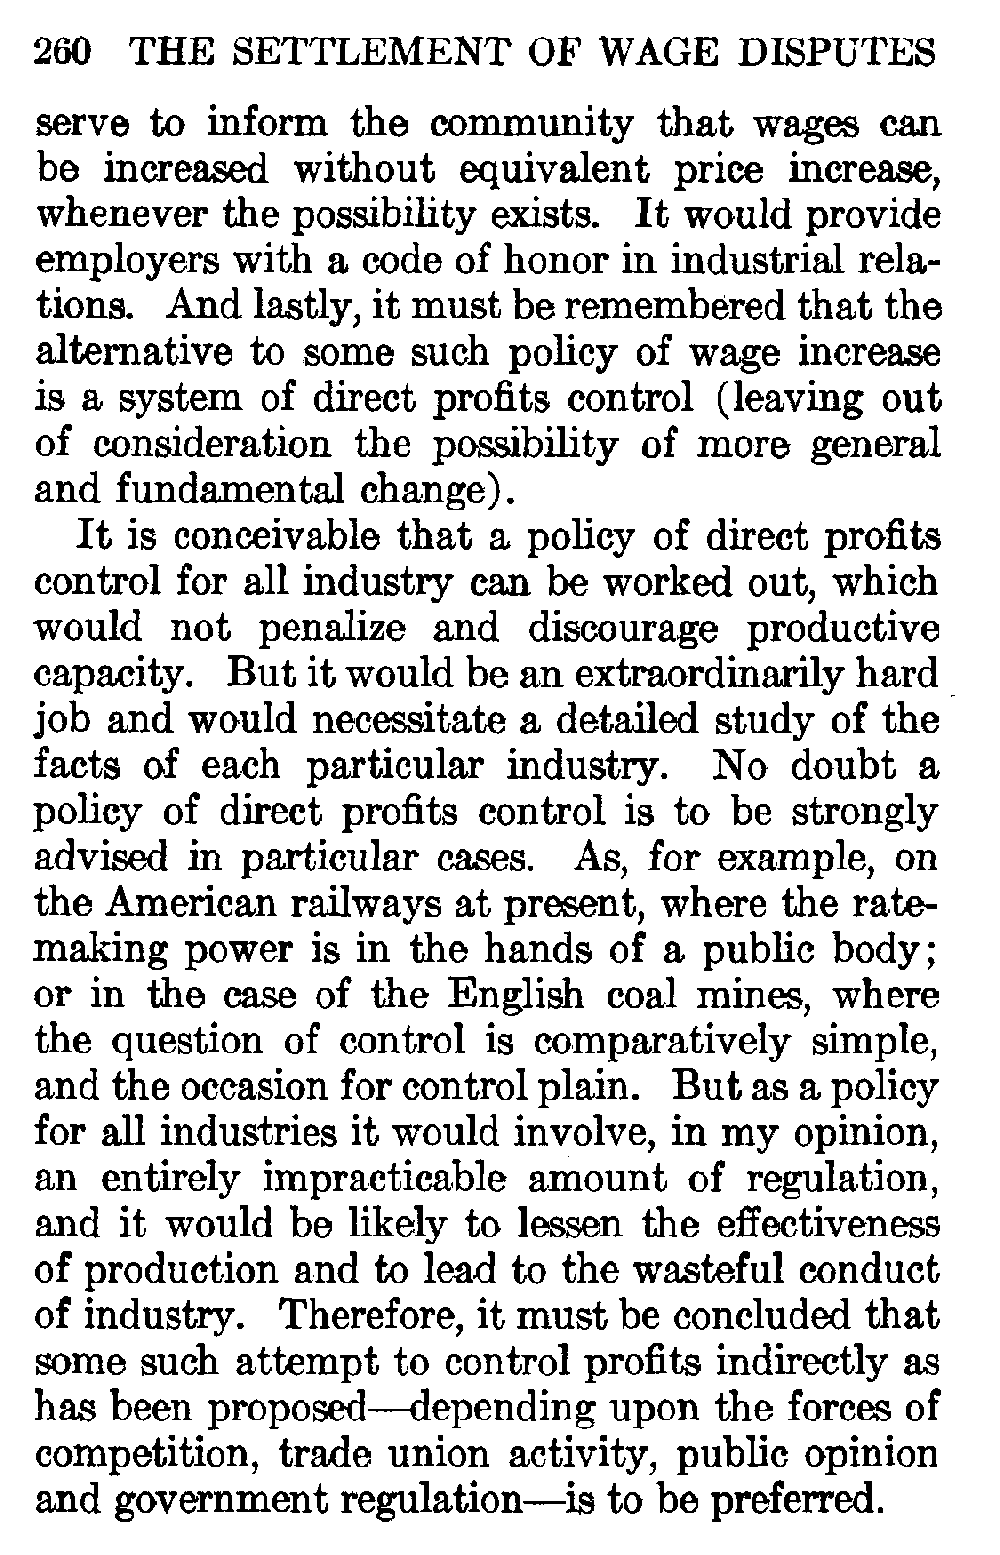 260 THE SETTLEMENT OF WAGE DISPUTES
serve to inform the community that wages can
be increased without equivalent price increase,
whenever the possibility exists. It would provide
employers with a code of honor in industrial rela-
tions. And lastly, it must be remembered that the
alternative to some such policy of wage increase
is a system of direct profits control (leaving out
of consideration the possibility of more general
and fundamental change).
It is conceivable that a policy of direct profits
control for all industry can be worked out, which
would not penalize and discourage productive
capacity. But it would be an extraordinarily hard
job and would necessitate a detailed study of the
facts of each particular industry. No doubt a
policy of direct profits control is to be strongly
advised in particular cases. As, for example, on
the American railways at present, where the rate-
making power is in the hands of a public body;
or in the case of the English coal mines, where
the question of control is comparatively simple,
and the occasion for control plain. But as a policy
for all industries it would involve, in my opinion,
an entirely impracticable amount of regulation,
and it would be likely to lessen the effectiveness
of production and to lead to the wasteful conduct
of industry. Therefore, it must be concluded that
some such attempt to control profits indirectly as
has been proposed—depending upon the forces of
competition, trade union activity, public opinion
and government regulation—is to be preferred.